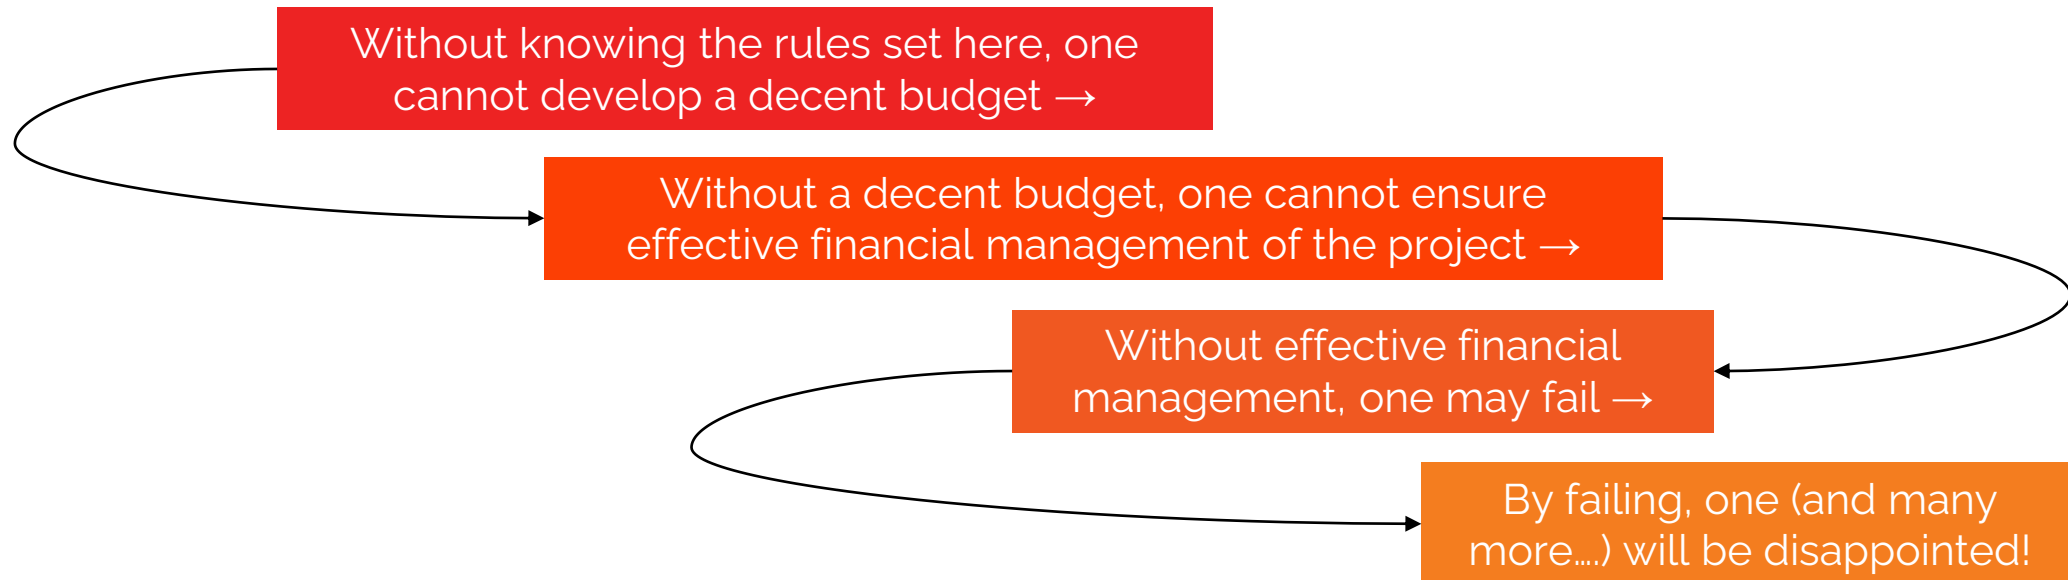 Without knowing the rules set here, one
cannot develop a decent budget →
Without a decent budget, one cannot ensure
effective financial management of the project →
Without effective financial
management, one may fail →
By failing, one (and many
more....) will be disappointed!